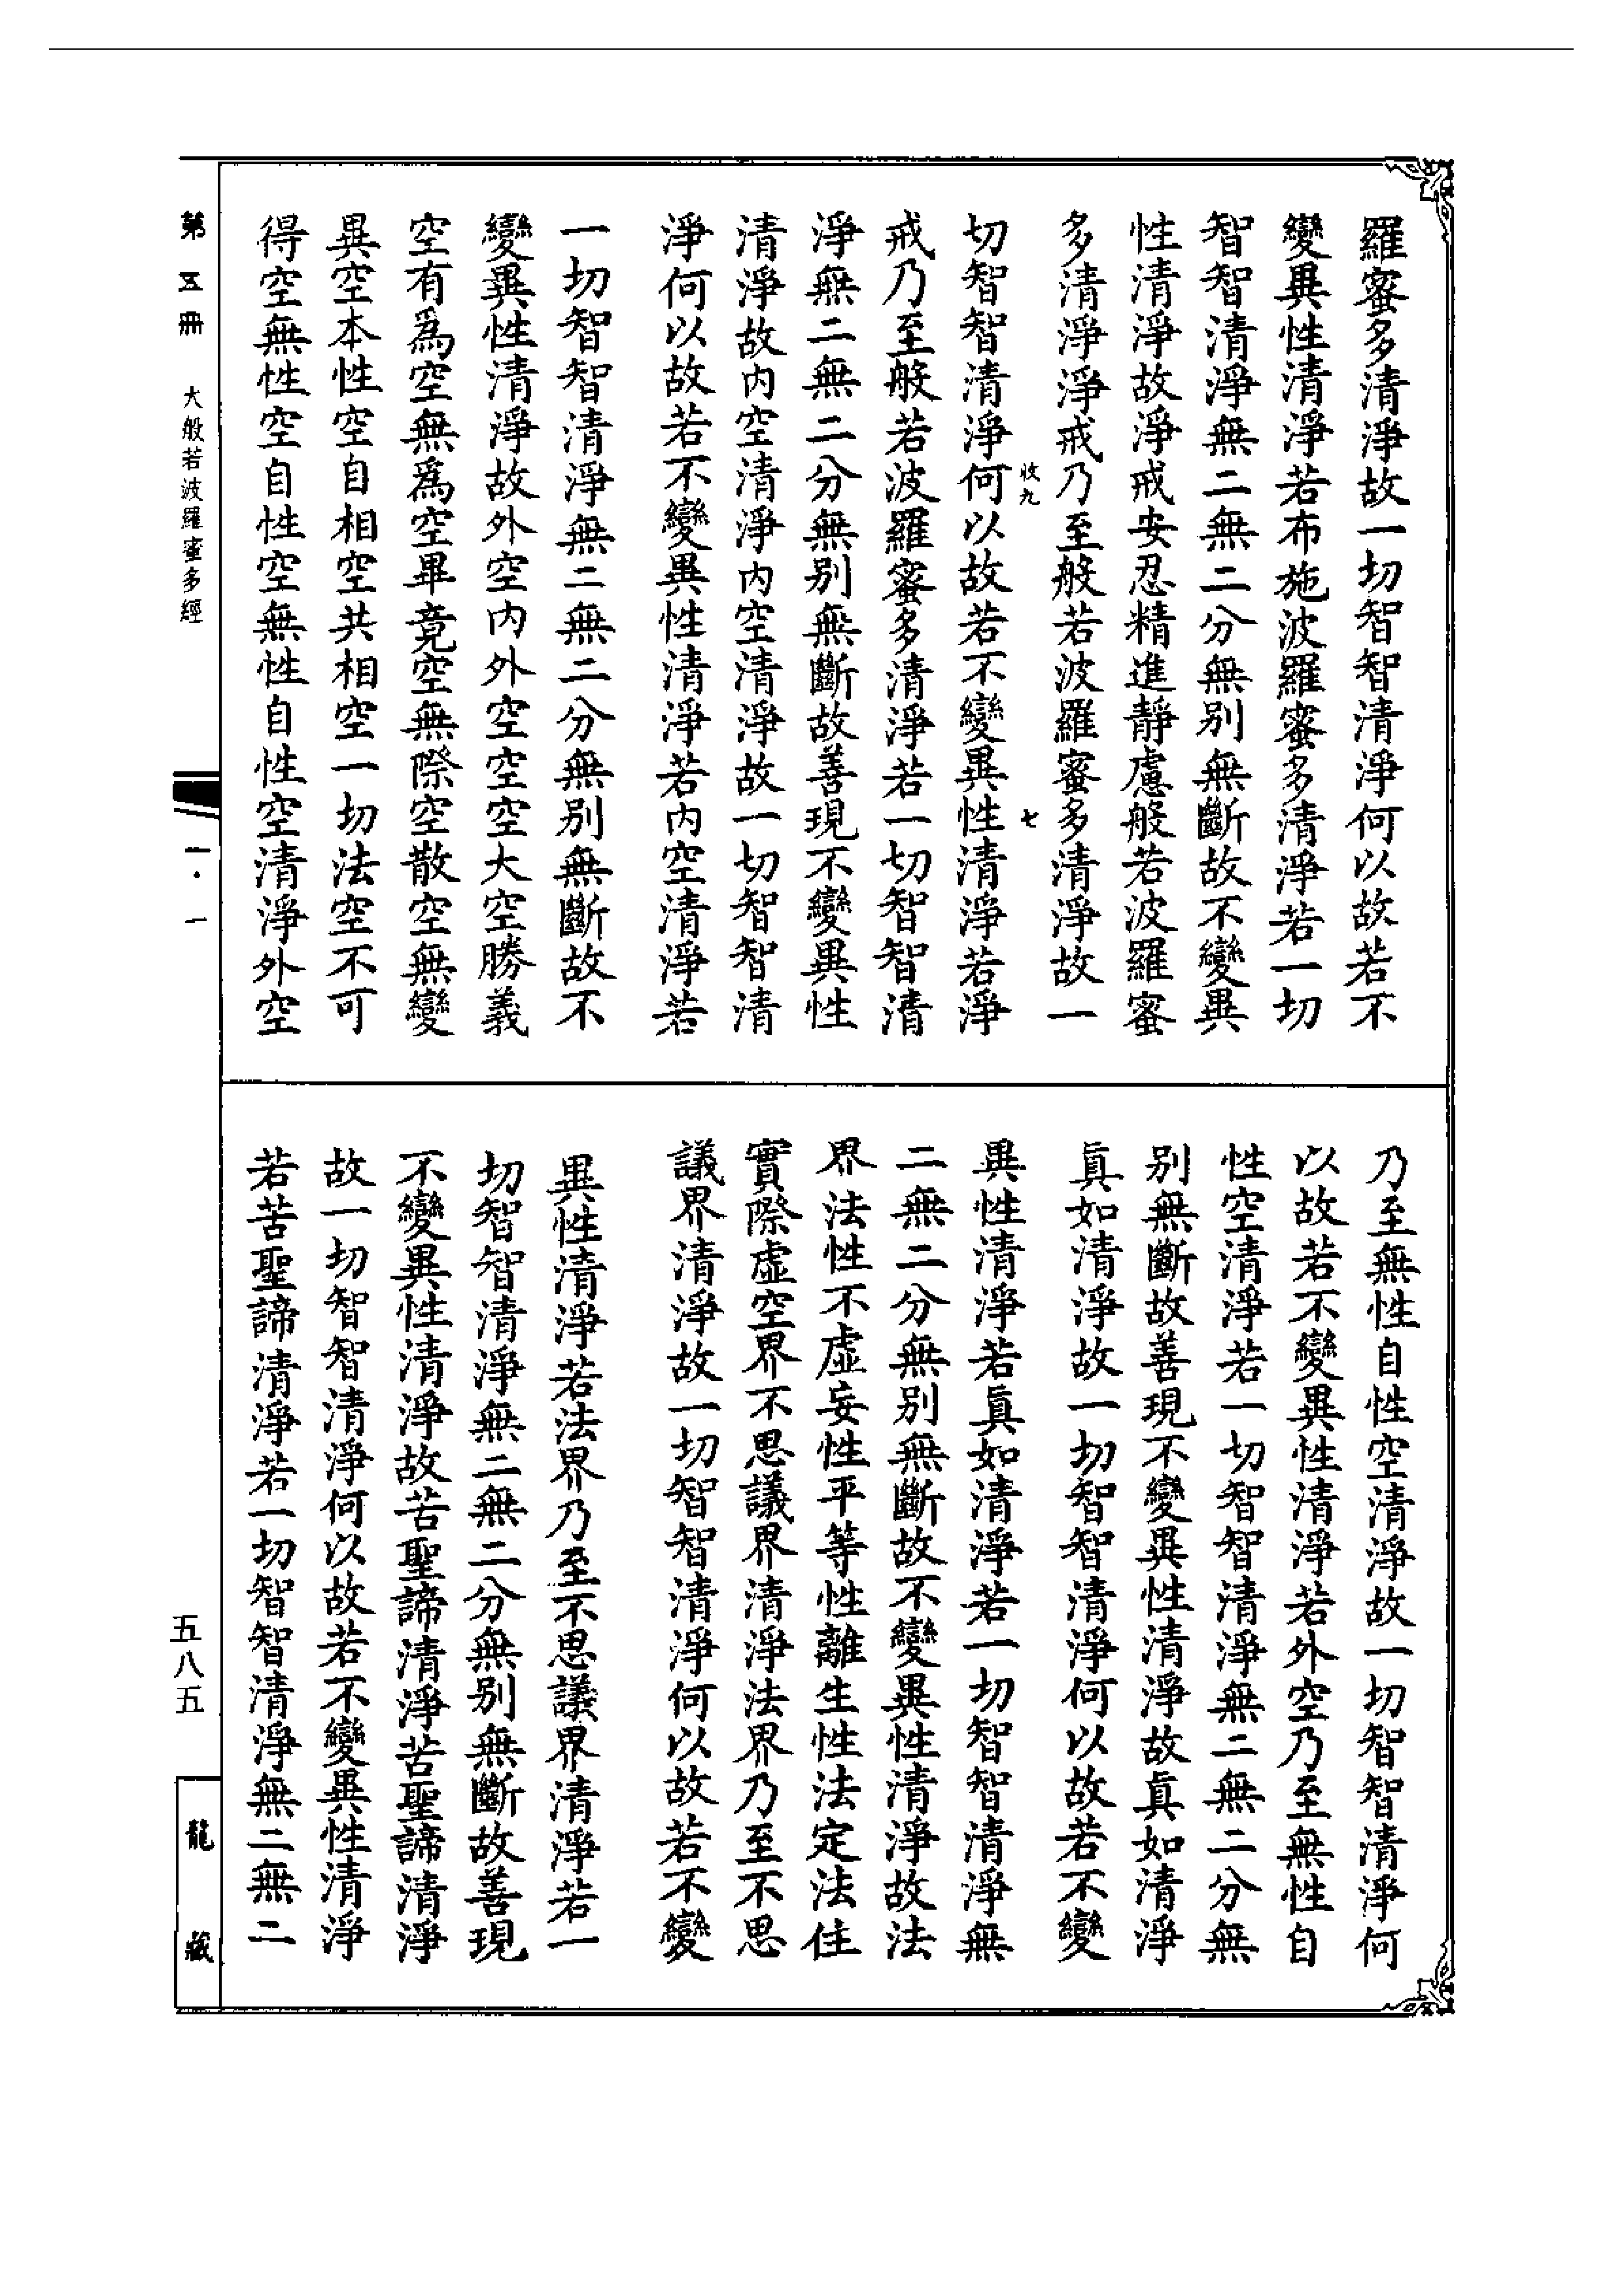 羅蜜多清淨故一切智智清淨何以故若不
變異性清淨若布施波羅蜜多清淨若一切
智智清淨無二無二分無別無斷故不變異
性清淨故淨戒安忍精進靜慮般若波羅蜜
多清淨淨戒乃至般若波羅蜜多清淨故一
收九 七
切智智清淨何以故若不變異性清淨若淨
戒乃至般若波羅蜜多清淨若一切智智清
淨無二無二分無別無斷故善現不變異性
清淨故內空清淨內空清淨故一切智智清
淨何以故若不變異性清淨若內空清淨若
一切智智清淨無二無二分無別無斷故不
變異性清淨故外空內外空空空大空勝義
空有為空無為空畢竟空無際空散空無變
異空本性空自相空共相空一切法空不可
得空無性空自性空無性自性空清淨外空
乃至無性自性空清淨故一切智智清淨何
以故若不變異性清淨若外空乃至無性自
性空清淨若一切智智清淨無二無二分無
別無斷故善現不變異性清淨故真如清淨
真如清淨故一切智智清淨何以故若不變
異性清淨若真如清淨若一切智智清淨無
二無二分無別無斷故不變異性清淨故法
界法性不虛妄性平等性離生性法定法住
實際虛空界不思議界清淨法界乃至不思
議界清淨故一切智智清淨何以故若不變
異性清淨若法界乃至不思議界清淨若一
切智智清淨無二無二分無別無斷故善現
不變異性清淨故苦聖諦清淨苦聖諦清淨
故一切智智清淨何以故若不變異性清淨
若苦聖諦清淨若一切智智清淨無二無二
第五冊 大般若波羅蜜多經 一·一 五八五 龍藏